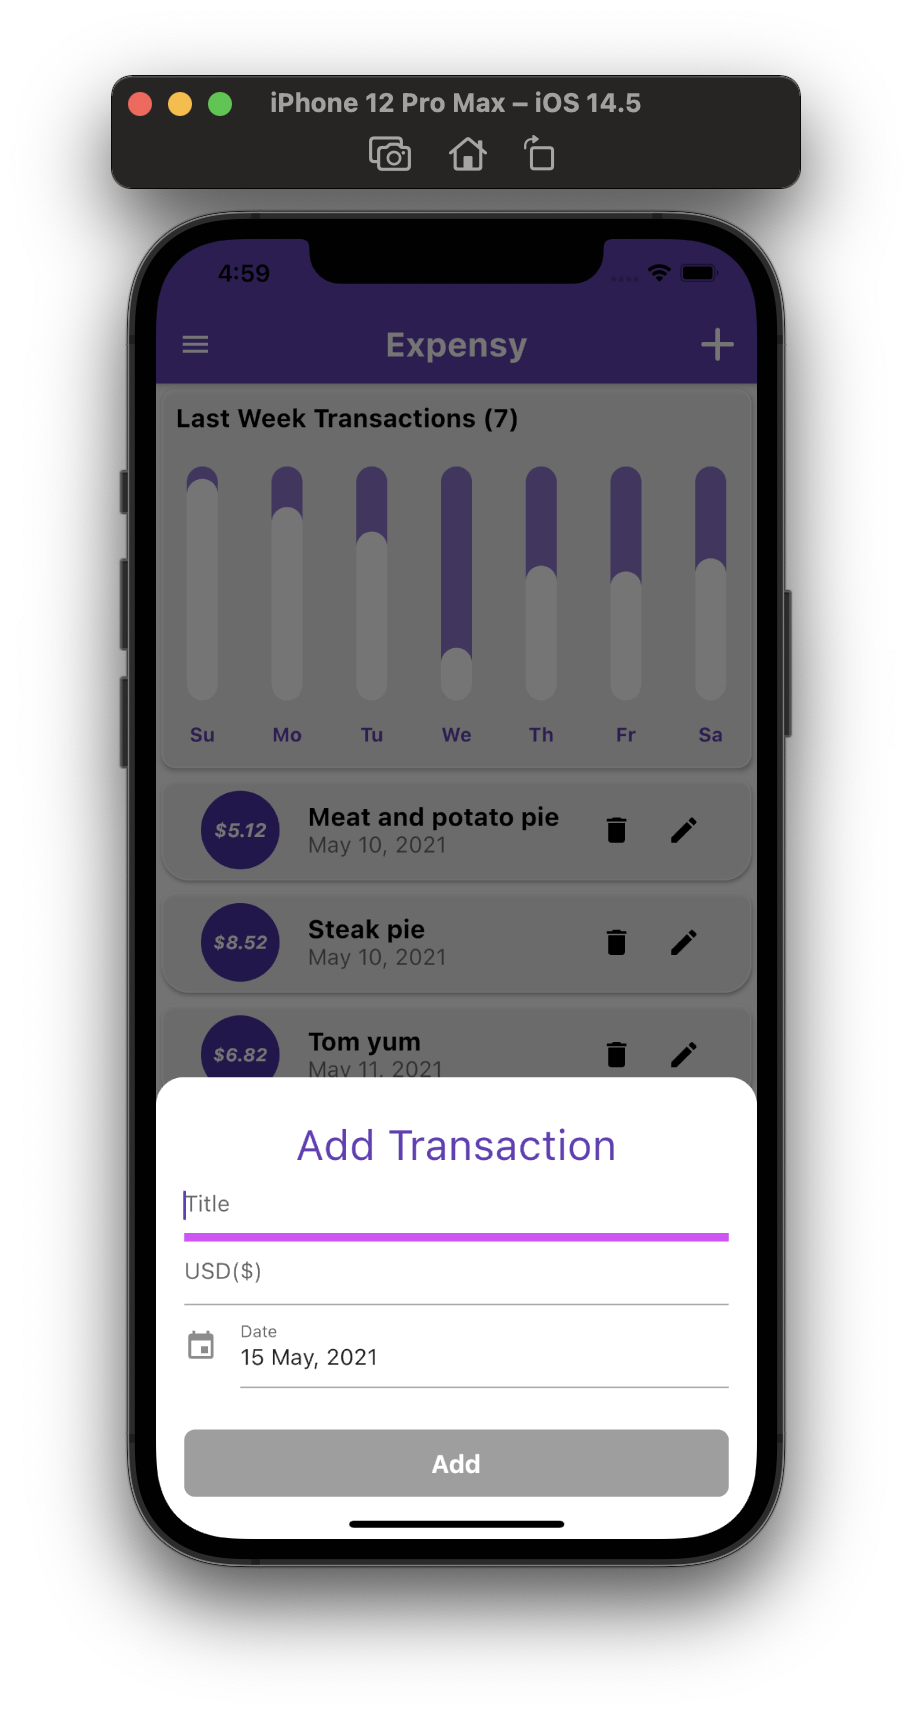 iPhone 12 Pro Max – iOS 14.5
4:59
Expensy
Last Week Transactions (7)
Su Mo Tu We Th Fr Sa
$5.12
Meat and potato pie
May 10, 2021
$8.52
Steak pie
May 10, 2021
$6.82
Tom yum
May 11, 2021
Add Transaction
Title
USD($)
Date
15 May, 2021
Add